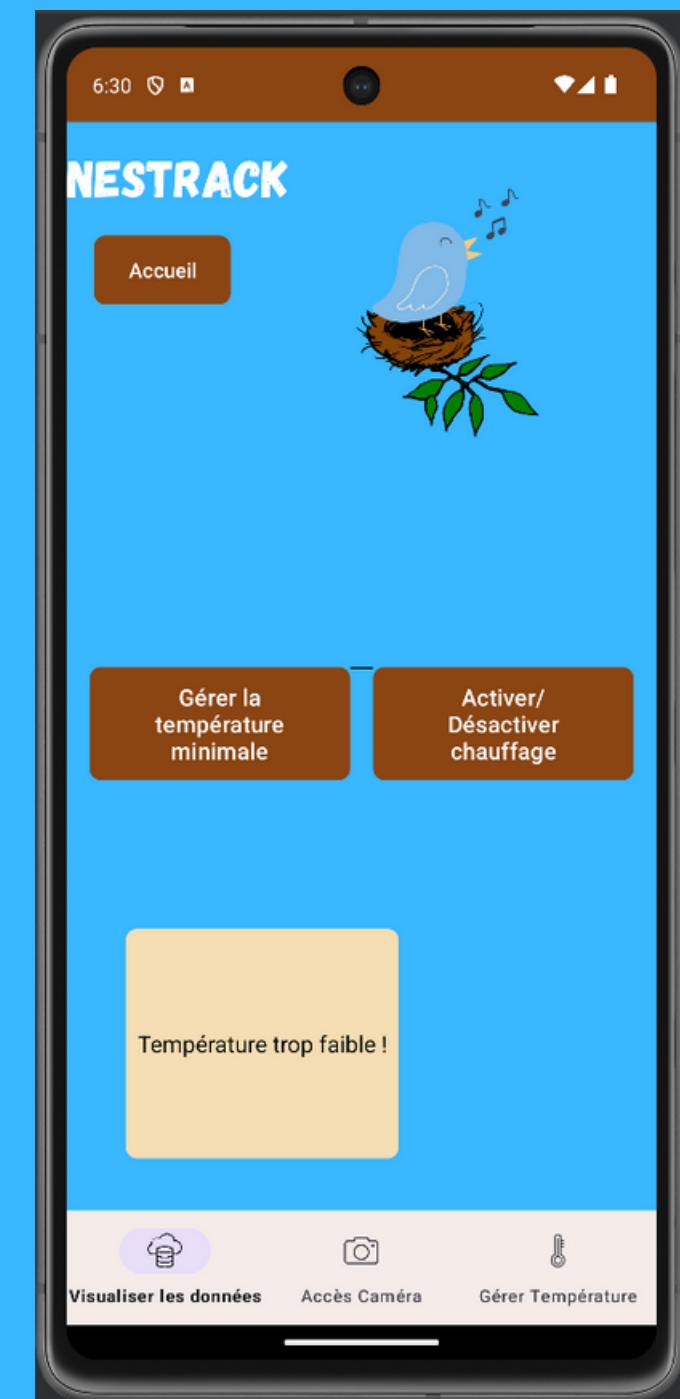 6:30
NESTRACK
Accueil
Gérer la
température
minimale
Activer/
Désactiver
chauffage
Température trop faible !
Visualiser les données
Accès Caméra
Gérer Température